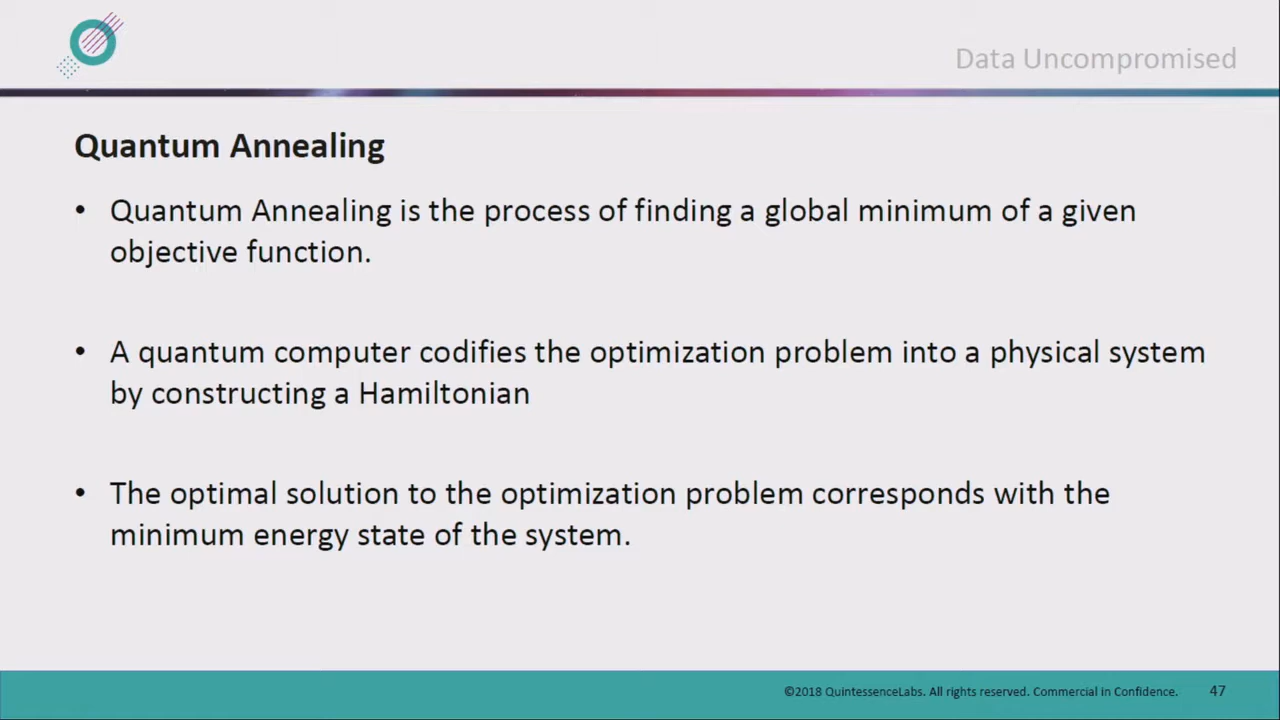 Data Uncompromised
Quantum Annealing
• Quantum Annealing is the process of finding a global minimum of a given
objective function.
• A quantum computer codifies the optimization problem into a physical system
by constructing a Hamiltonian
• The optimal solution to the optimization problem corresponds with the
minimum energy state of the system.
©2018 QuintessenceLabs. All rights reserved. Commercial in Confidence. 47